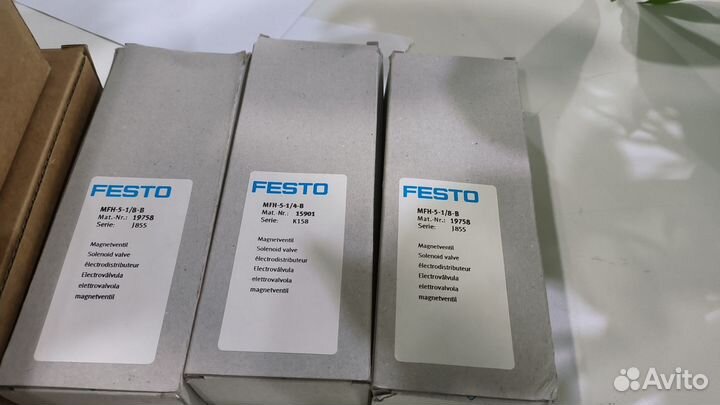 FESTO
MFH-5-1/8-B
Mat.-Nr.: 19758
Serie: J855
Magnetventil
Solenoid valve
électrodistributeur
Electroválvula
elettrovalvola
magnetventil
FESTO
MFH-5-1/4-B
Mat. Nr.: 15901
Serie: K158
Magnetventil
Solenoid valve
électrodistributeur
Electroválvula
elettrovalvola
magnetventil
FESTO
MFH-5-1/8-B
Mat.-Nr.: 19758
Serie: J855
Magnetventil
Solenoid valve
électrodistributeur
Electroválvula
elettrovalvola
magnetventil
Avito